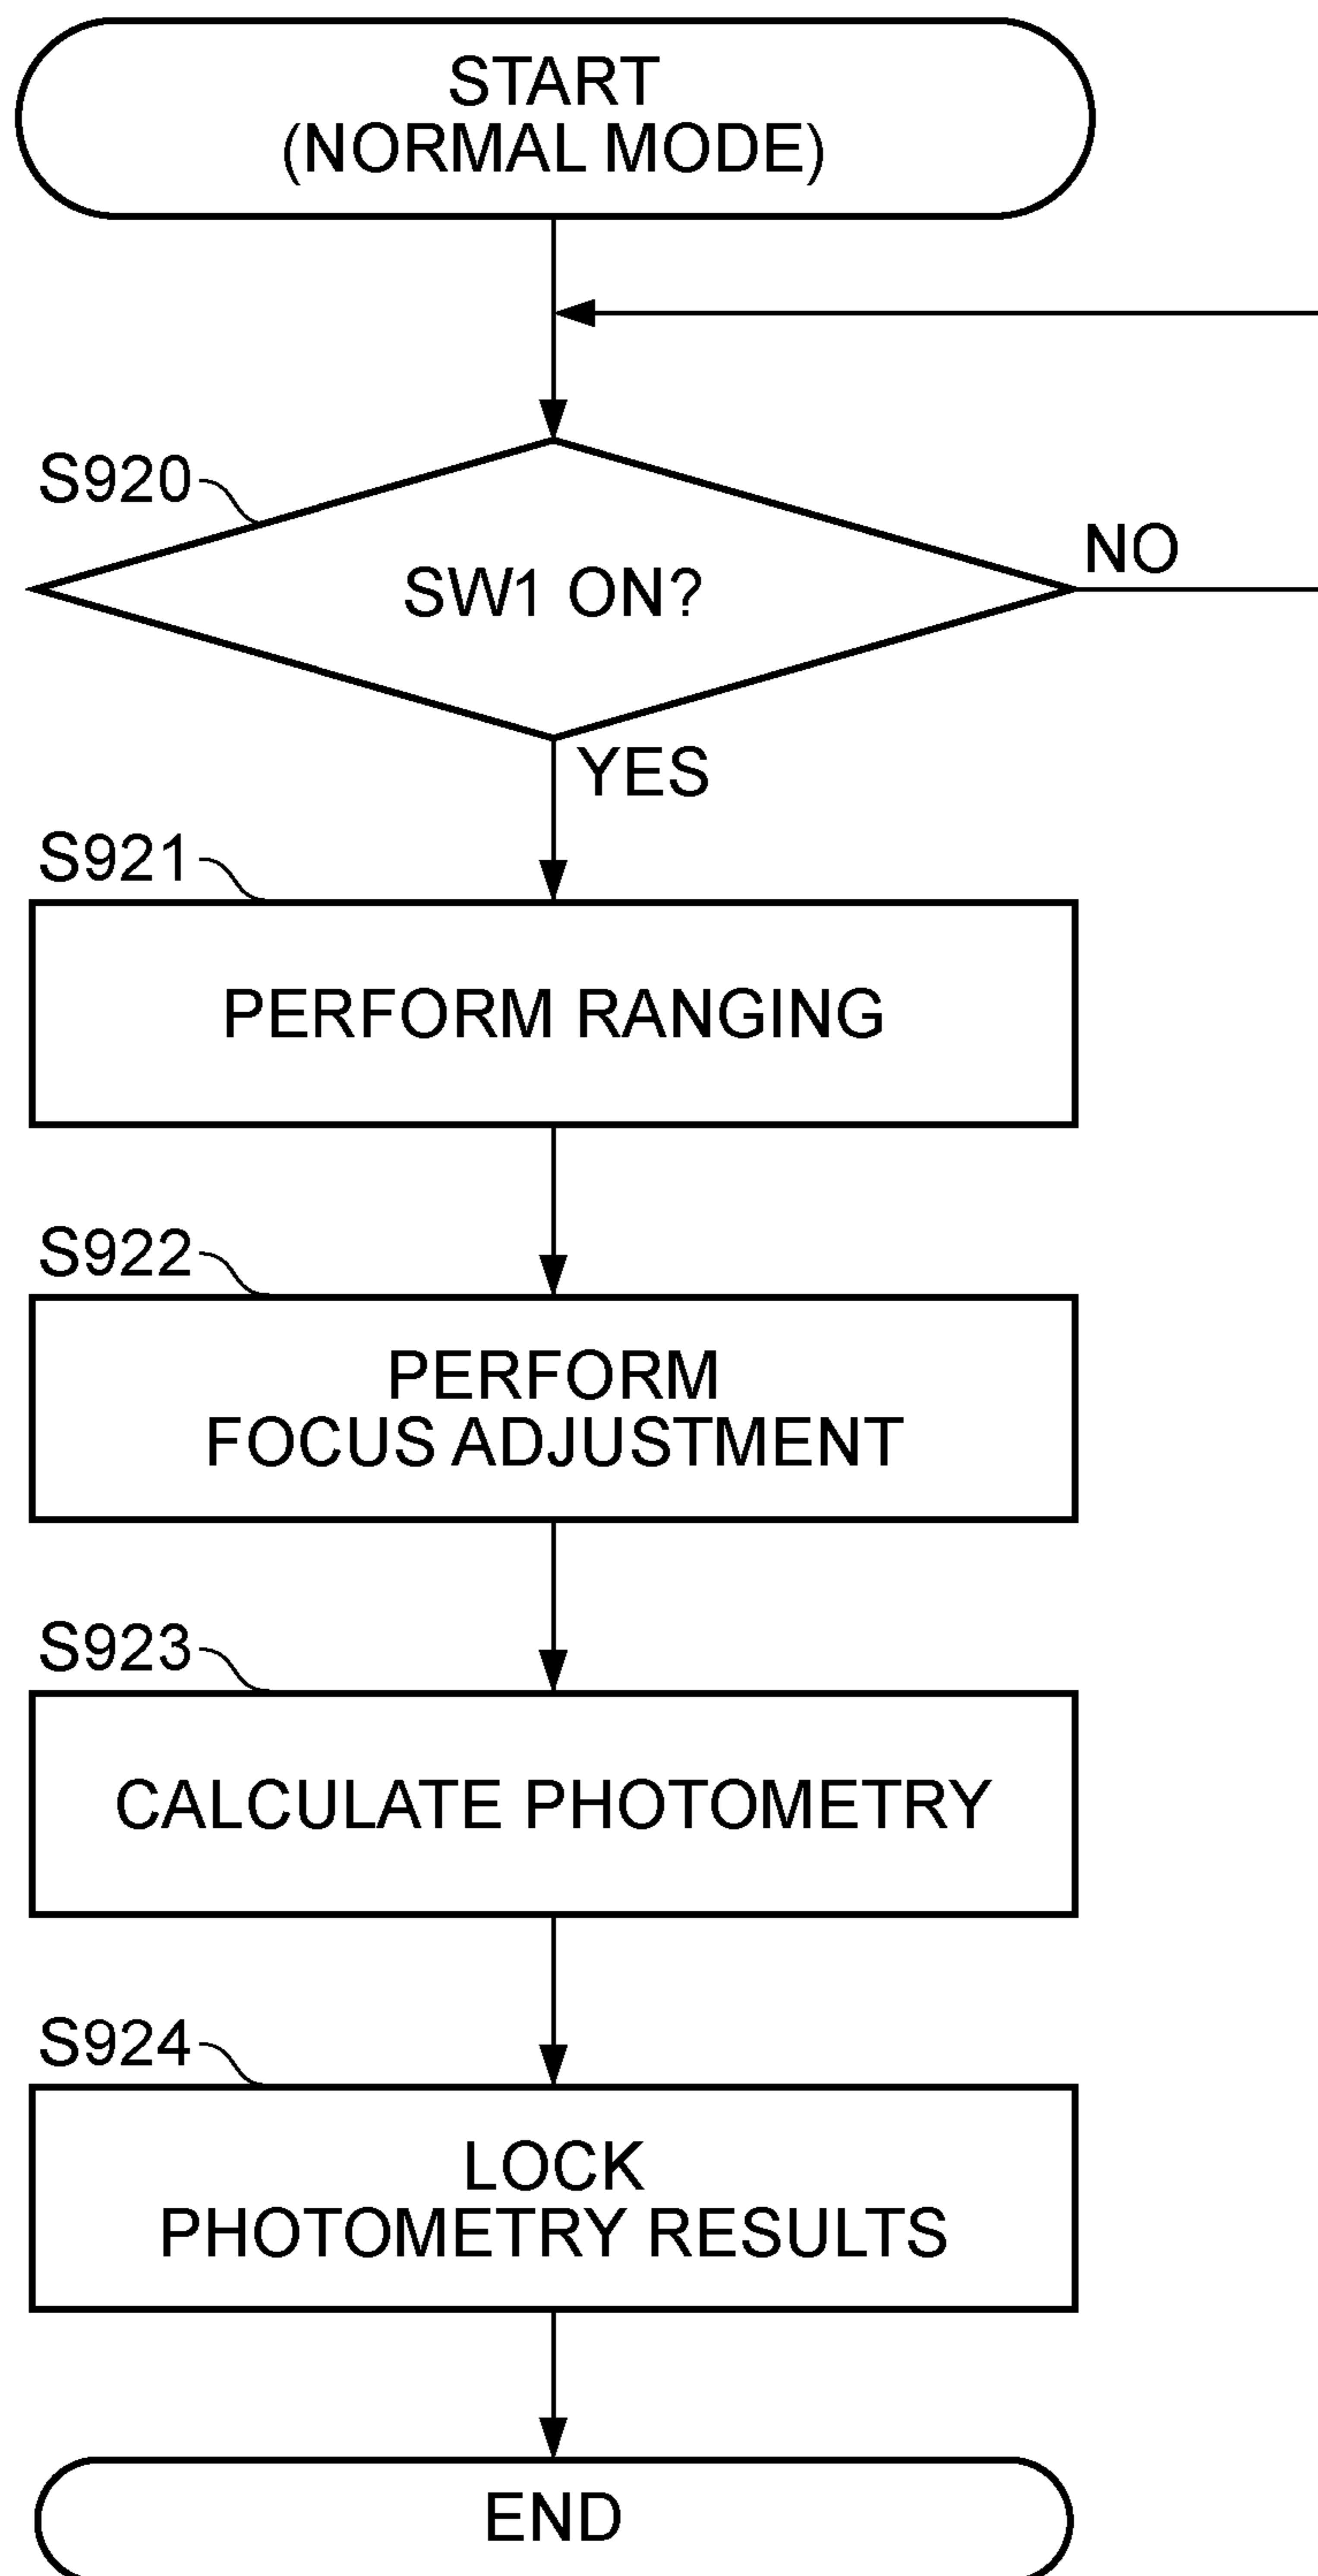 START
(NORMAL MODE)
S920
SW1 ON?
NO
YES
S921
PERFORM RANGING
S922
PERFORM
FOCUS ADJUSTMENT
S923
CALCULATE PHOTOMETRY
S924
LOCK
PHOTOMETRY RESULTS
END